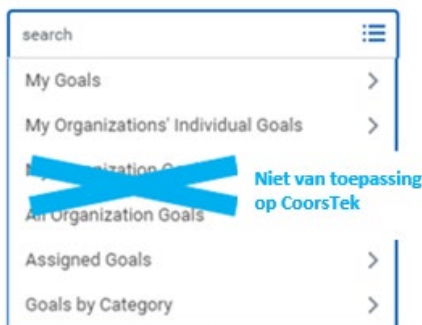 search
My Goals
My Organizations' Individual Goals
Niet van toepassing
op CoorsTek
All Organization Goals
Assigned Goals
Goals by Category